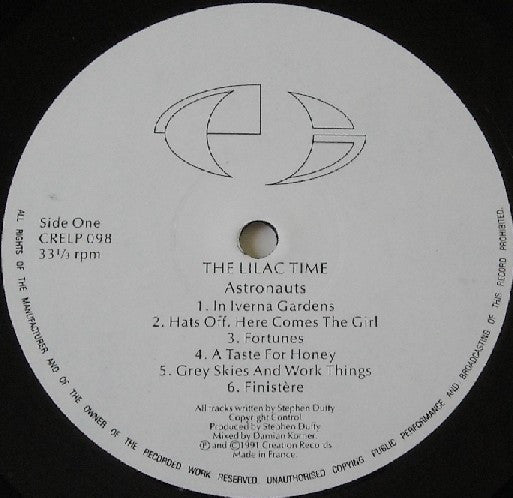 Side One
CRELP 098
33⅓ rpm
THE LILAC TIME
Astronauts
1. In Iverna Gardens
2. Hats Off. Here Comes The Girl
3. Fortunes
4. A Taste For Honey
5. Grey Skies And Work Things
6. Finistère
All tracks written by Stephen Duffy
Copyright Control
Produced by Stephen Duffy
Mixed by Damian Korner.
Ⓟ and ©1991 Creation Records
Made in France.
ALL RIGHTS OF THE MANUFACTURER AND OF THE OWNER OF THE RECORDED WORK RESERVED. UNAUTHORISED COPYING PUBLIC PERFORMANCE AND BROADCASTING OF THIS RECORD PROHIBITED.